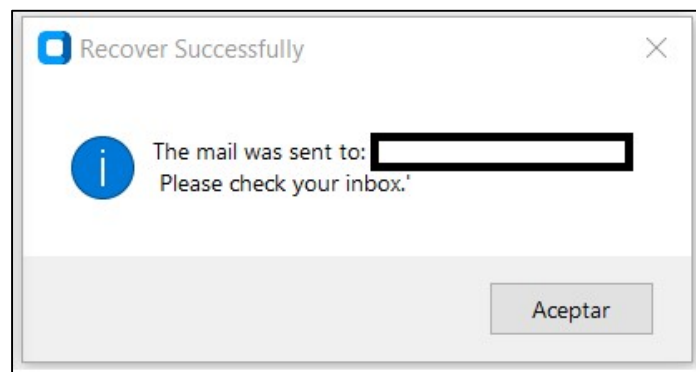 Recover Successfully
The mail was sent to:
Please check your inbox.'
Aceptar